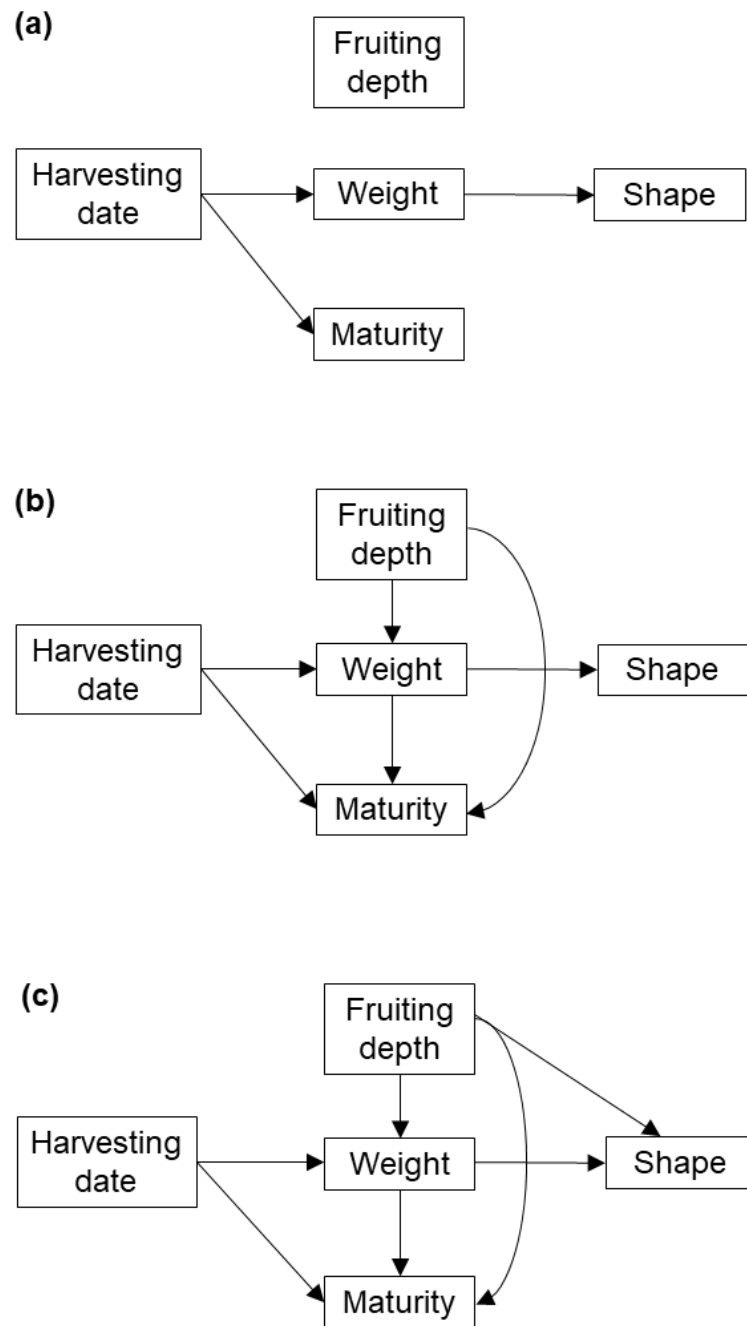 (a)
Fruiting
depth
Harvesting
date
Weight
Shape
Maturity
(b)
Fruiting
depth
Harvesting
date
Weight
Shape
Maturity
(c)
Fruiting
depth
Harvesting
date
Weight
Shape
Maturity